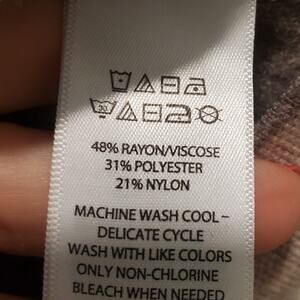 30
48% RAYON/VISCOSE
31% POLYESTER
21% NYLON
MACHINE WASH COOL –
DELICATE CYCLE
WASH WITH LIKE COLORS
ONLY NON-CHLORINE
BLEACH WHEN NEEDED